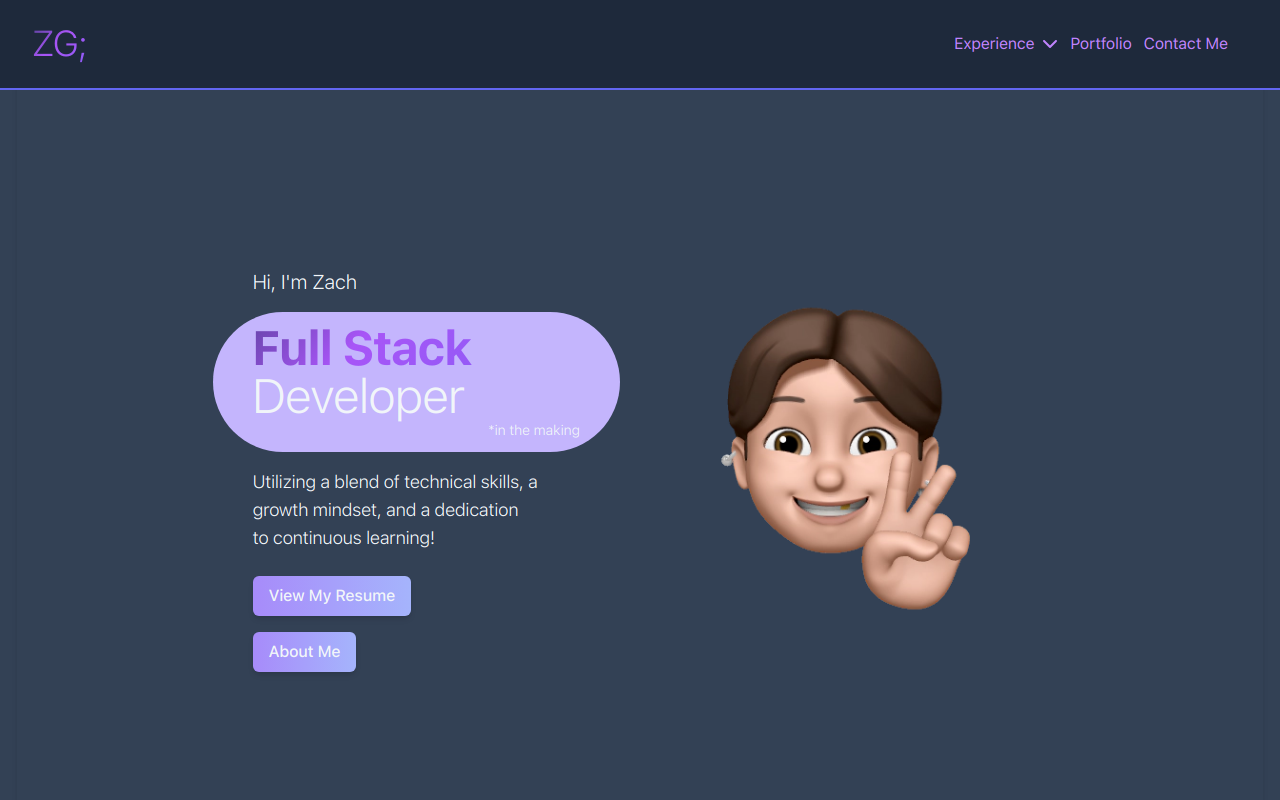 ZG;
Experience
Portfolio
Contact Me
Hi, I'm Zach
Full Stack
Developer
*in the making
Utilizing a blend of technical skills, a
growth mindset, and a dedication
to continuous learning!
View My Resume
About Me